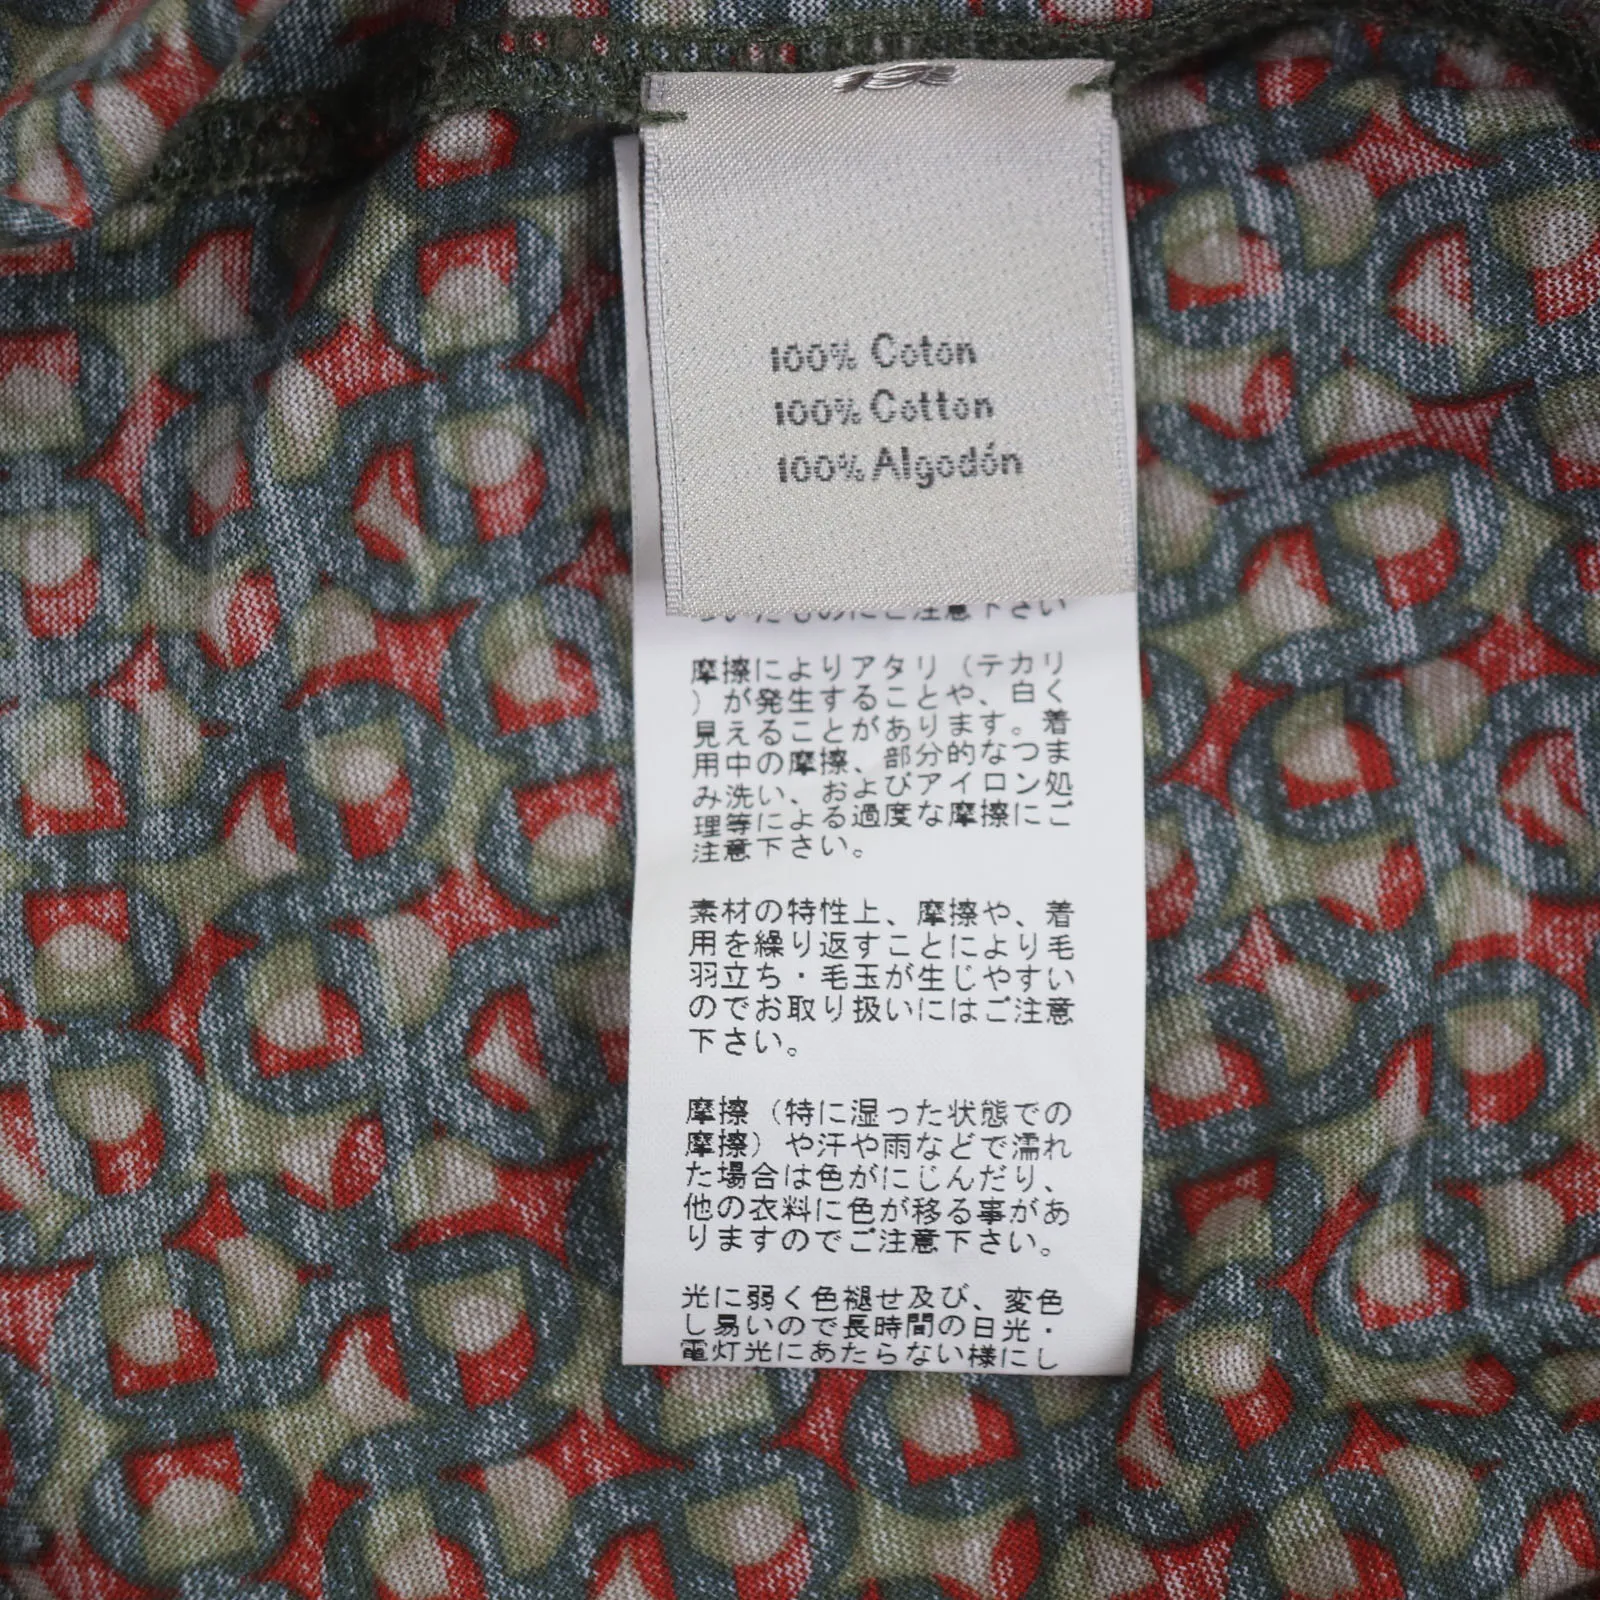 100% Coton
100% Cotton
100% Algodón
いたものにご注意下さい
摩擦によりアタリ（テカリ
）が発生することや、白く
見えることがあります。着
用中の摩擦、部分的なつま
み洗い、およびアイロン処
理等による過度な摩擦にご
注意下さい。
素材の特性上、摩擦や、着
用を繰り返すことにより毛
羽立ち・毛玉が生じやすい
のでお取り扱いにはご注意
下さい。
摩擦（特に湿った状態での
摩擦）や汗や雨などで濡れ
た場合は色がにじんだり、
他の衣料に色が移る事があ
りますのでご注意下さい。
光に弱く色褪せ及び、変色
し易いので長時間の日光・
電灯光にあたらない様にし